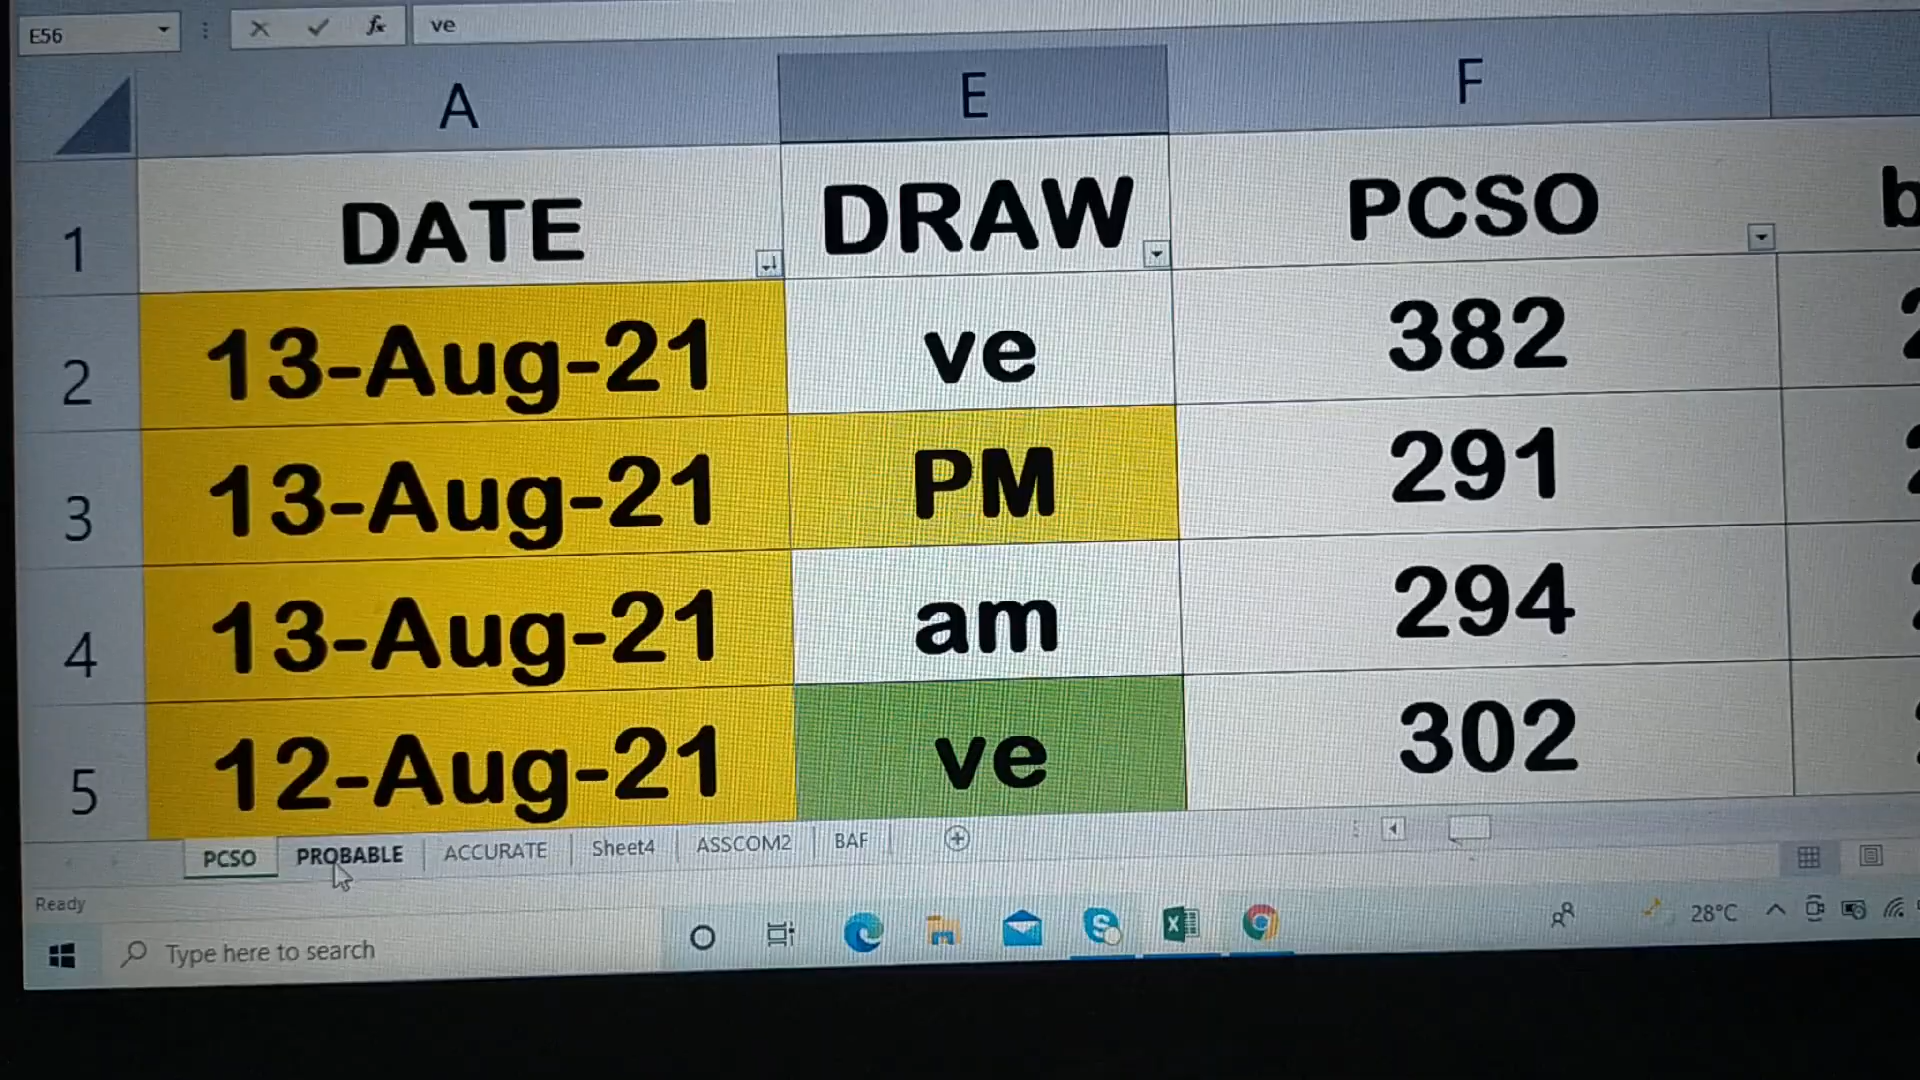 E56 fx ve
A E F
1 DATE DRAW PCSO b
2 13-Aug-21 ve 382
3 13-Aug-21 PM 291
4 13-Aug-21 am 294
5 12-Aug-21 ve 302
PCSO PROBABLE ACCURATE Sheet4 ASSCOM2 BAF
Ready
Type here to search 28°C